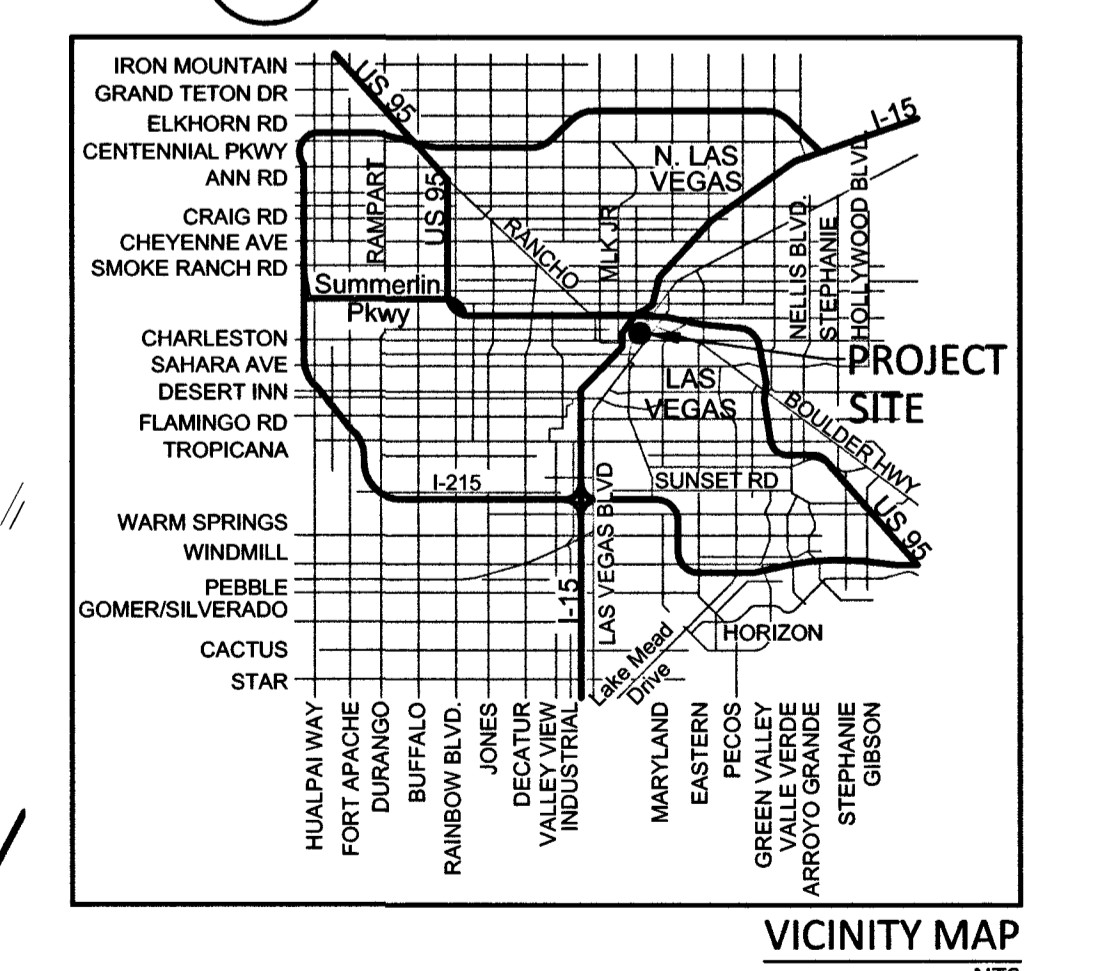 IRON MOUNTAIN
GRAND TETON DR
ELKHORN RD
CENTENNIAL PKWY
ANN RD
CRAIG RD
CHEYENNE AVE
SMOKE RANCH RD
CHARLESTON
SAHARA AVE
DESERT INN
FLAMINGO RD
TROPICANA
WARM SPRINGS
WINDMILL
PEBBLE
GOMER/SILVERADO
CACTUS
STAR
US 95
I-15
N. LAS
VEGAS
RAMPART
US 95
RANCHO
MLK JR
NELLIS BLVD.
STEPHANIE
HOLLYWOOD BLVD.
Summerlin
Pkwy
PROJECT
SITE
LAS
VEGAS
BOULDER HWY
I-215
SUNSET RD
US 95
LAS VEGAS BLVD
I-15
HORIZON
Lake Mead
Drive
HUALPAI WAY
FORT APACHE
DURANGO
BUFFALO
RAINBOW BLVD.
JONES
DECATUR
VALLEY VIEW
INDUSTRIAL
MARYLAND
EASTERN
PECOS
GREEN VALLEY
VALLE VERDE
ARROYO GRANDE
STEPHANIE
GIBSON
VICINITY MAP
NTS